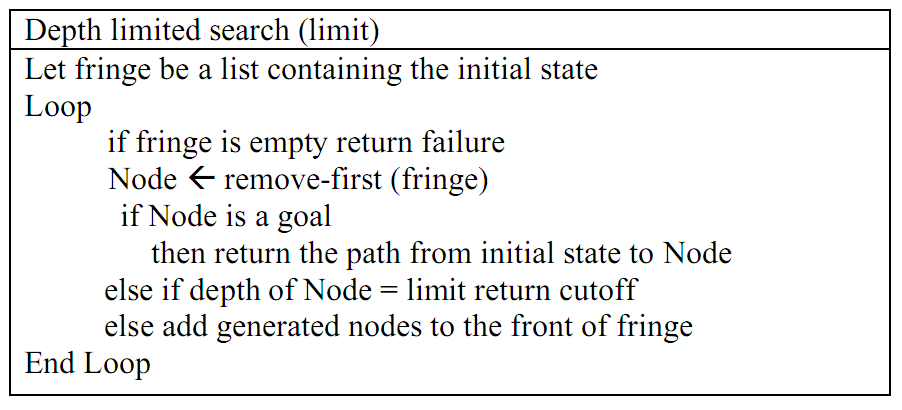 Depth limited search (limit)
Let fringe be a list containing the initial state
Loop
if fringe is empty return failure
Node ← remove-first (fringe)
if Node is a goal
then return the path from initial state to Node
else if depth of Node = limit return cutoff
else add generated nodes to the front of fringe
End Loop